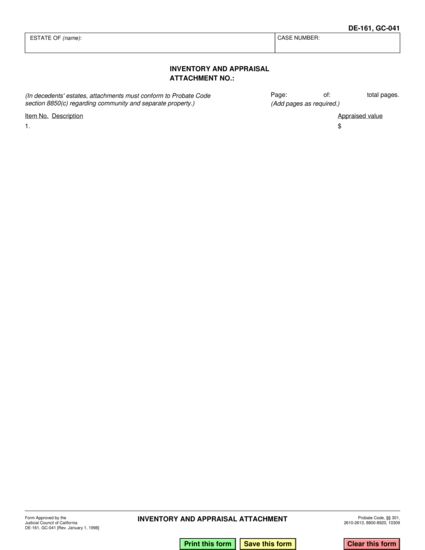 DE-161, GC-041
ESTATE OF (name):
CASE NUMBER:
INVENTORY AND APPRAISAL
ATTACHMENT NO.:
(In decedents' estates, attachments must conform to Probate Code
section 8850(c) regarding community and separate property.)
Page: of: total pages.
(Add pages as required.)
Item No. Description Appraised value
1. $
Form Approved by the
Judicial Council of California
DE-161, GC-041 [Rev. January 1, 1998]
INVENTORY AND APPRAISAL ATTACHMENT
Probate Code, §§ 301,
2610-2613, 8800-8920, 10309
Print this form Save this form Clear this form